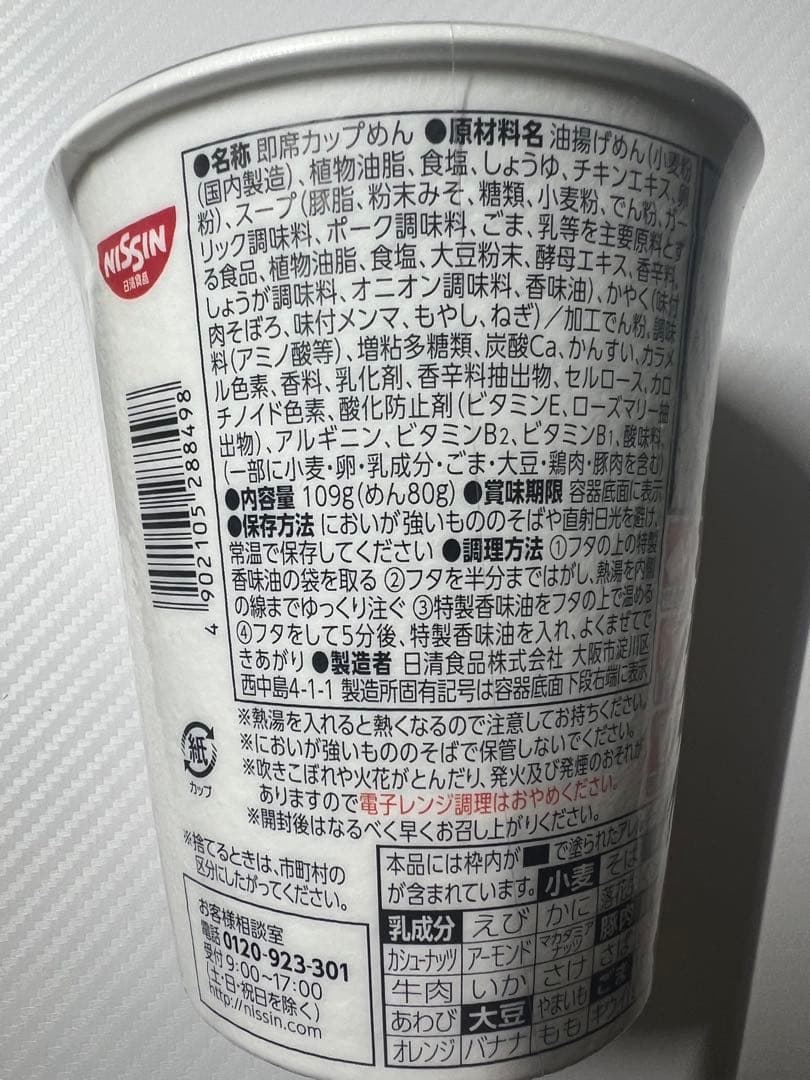 ●名称 即席カップめん ●原材料名 油揚げめん(小麦粉
(国内製造)、植物油脂、食塩、しょうゆ、チキンエキス、卵
粉)、スープ(豚脂、粉末みそ、糖類、小麦粉、でん粉、ガー
リック調味料、ポーク調味料、ごま、乳等を主要原料とす
る食品、植物油脂、食塩、大豆粉末、酵母エキス、香辛料、
しょうが調味料、オニオン調味料、香味油)、かやく(味付
肉そぼろ、味付メンマ、もやし、ねぎ)/加工でん粉、調味
料(アミノ酸等)、増粘多糖類、炭酸Ca、かんすい、カラメ
ル色素、香料、乳化剤、香辛料抽出物、セルロース、カロ
チノイド色素、酸化防止剤(ビタミンE、ローズマリー抽
出物)、アルギニン、ビタミンB2、ビタミンB1、酸味料、
(一部に小麦・卵・乳成分・ごま・大豆・鶏肉・豚肉を含む)
●内容量 109g(めん80g) ●賞味期限 容器底面に表示
●保存方法 においが強いもののそばや直射日光を避け、
常温で保存してください ●調理方法 ①フタの上の特製
香味油の袋を取る ②フタを半分まではがし、熱湯を内側
の線までゆっくり注ぐ ③特製香味油をフタの上で温める
④フタをして5分後、特製香味油を入れ、よくまぜてで
きあがり ●製造者 日清食品株式会社 大阪市淀川区
西中島4-1-1 製造所固有記号は容器底面下段右端に表示
NISSIN
日清食品
4 902105 288498
紙
カップ
※熱湯を入れると熱くなるので注意してお持ちください。
※においが強いもののそばで保管しないでください。
※吹きこぼれや火花がとんだり、発火及び発煙のおそれが
ありますので電子レンジ調理はおやめください。
※開封後はなるべく早くお召し上がりください。
※捨てるときは、市町村の
区分にしたがってください。
お客様相談室
電話0120-923-301
受付9:00~17:00
(土・日・祝日を除く)
http://nissin.com
本品には枠内が■で塗られたアレ
が含まれています。 小麦 そば
乳成分 えび かに 落花
カシューナッツ アーモンド マカダミアナッツ 豚肉
牛肉 いか さけ さば
あわび 大豆 やまいも ごま
オレンジ バナナ もも キウイ